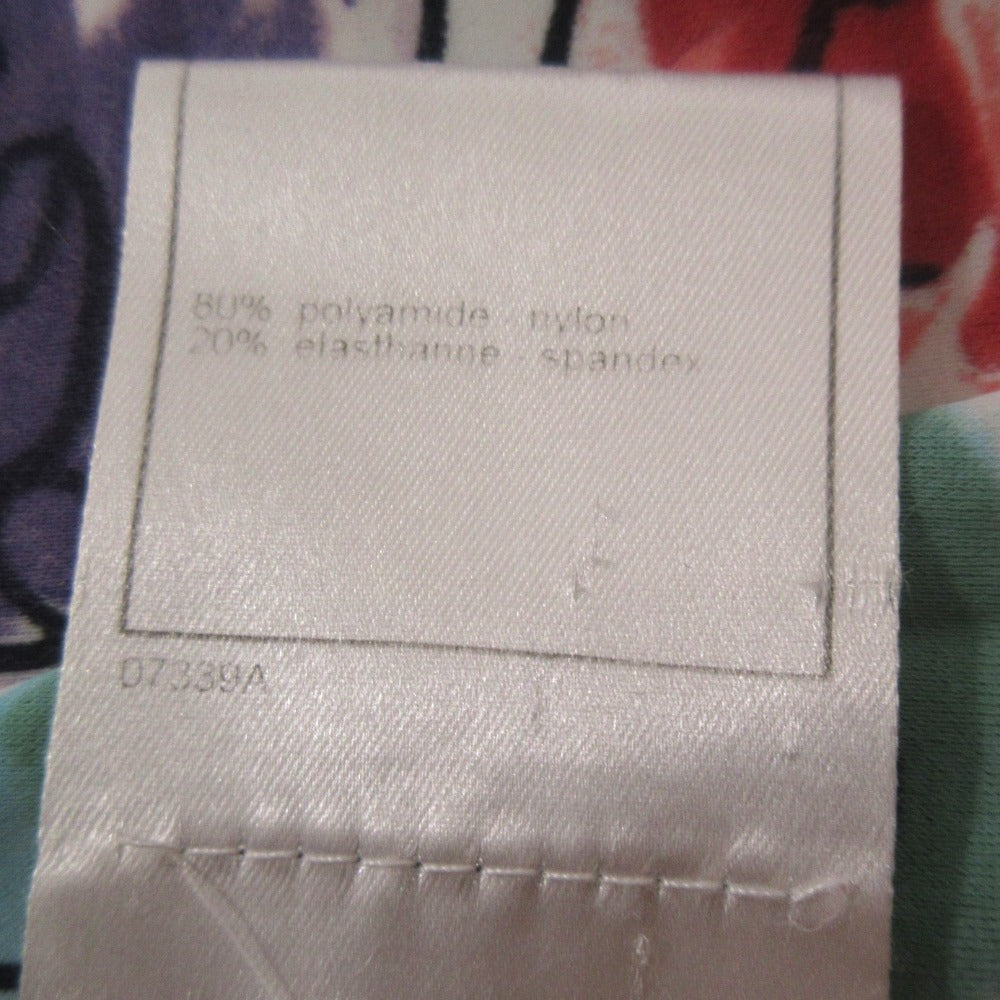 80% polyamide - nylon
20% elasthanne - spandex
07339A